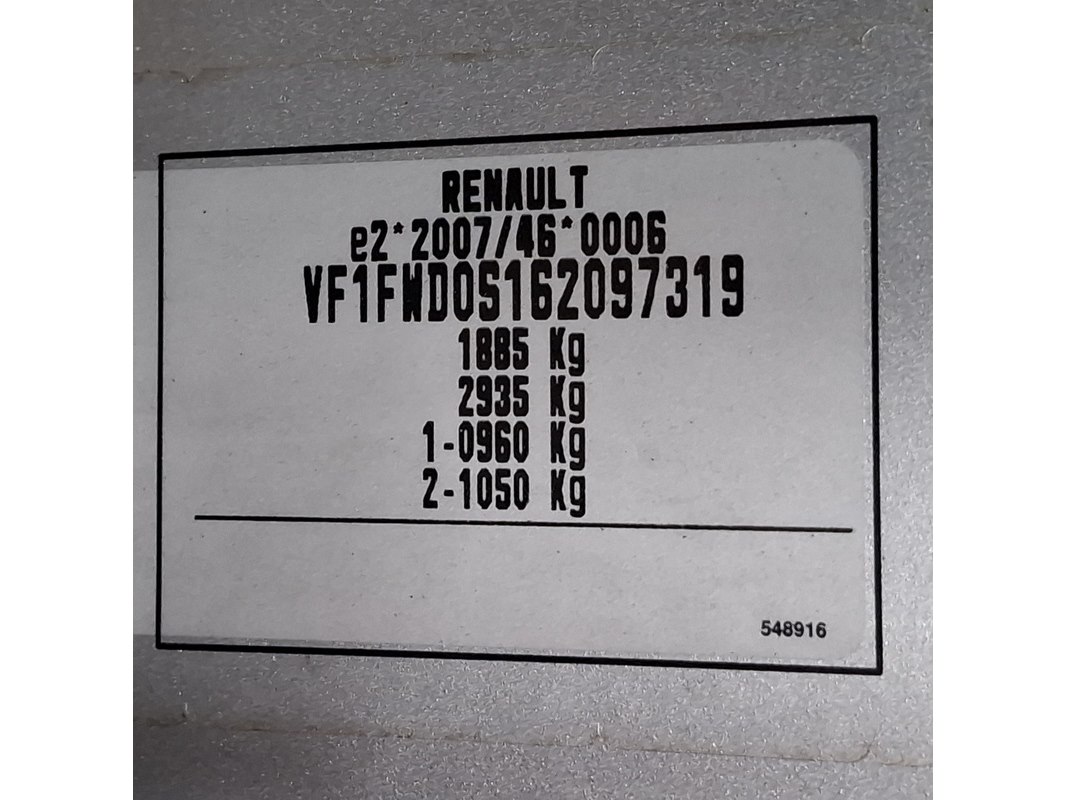 RENAULT
e2*2007/46*0006
VF1FWD0S162097319
1885 Kg
2935 Kg
1-0960 Kg
2-1050 Kg
548916